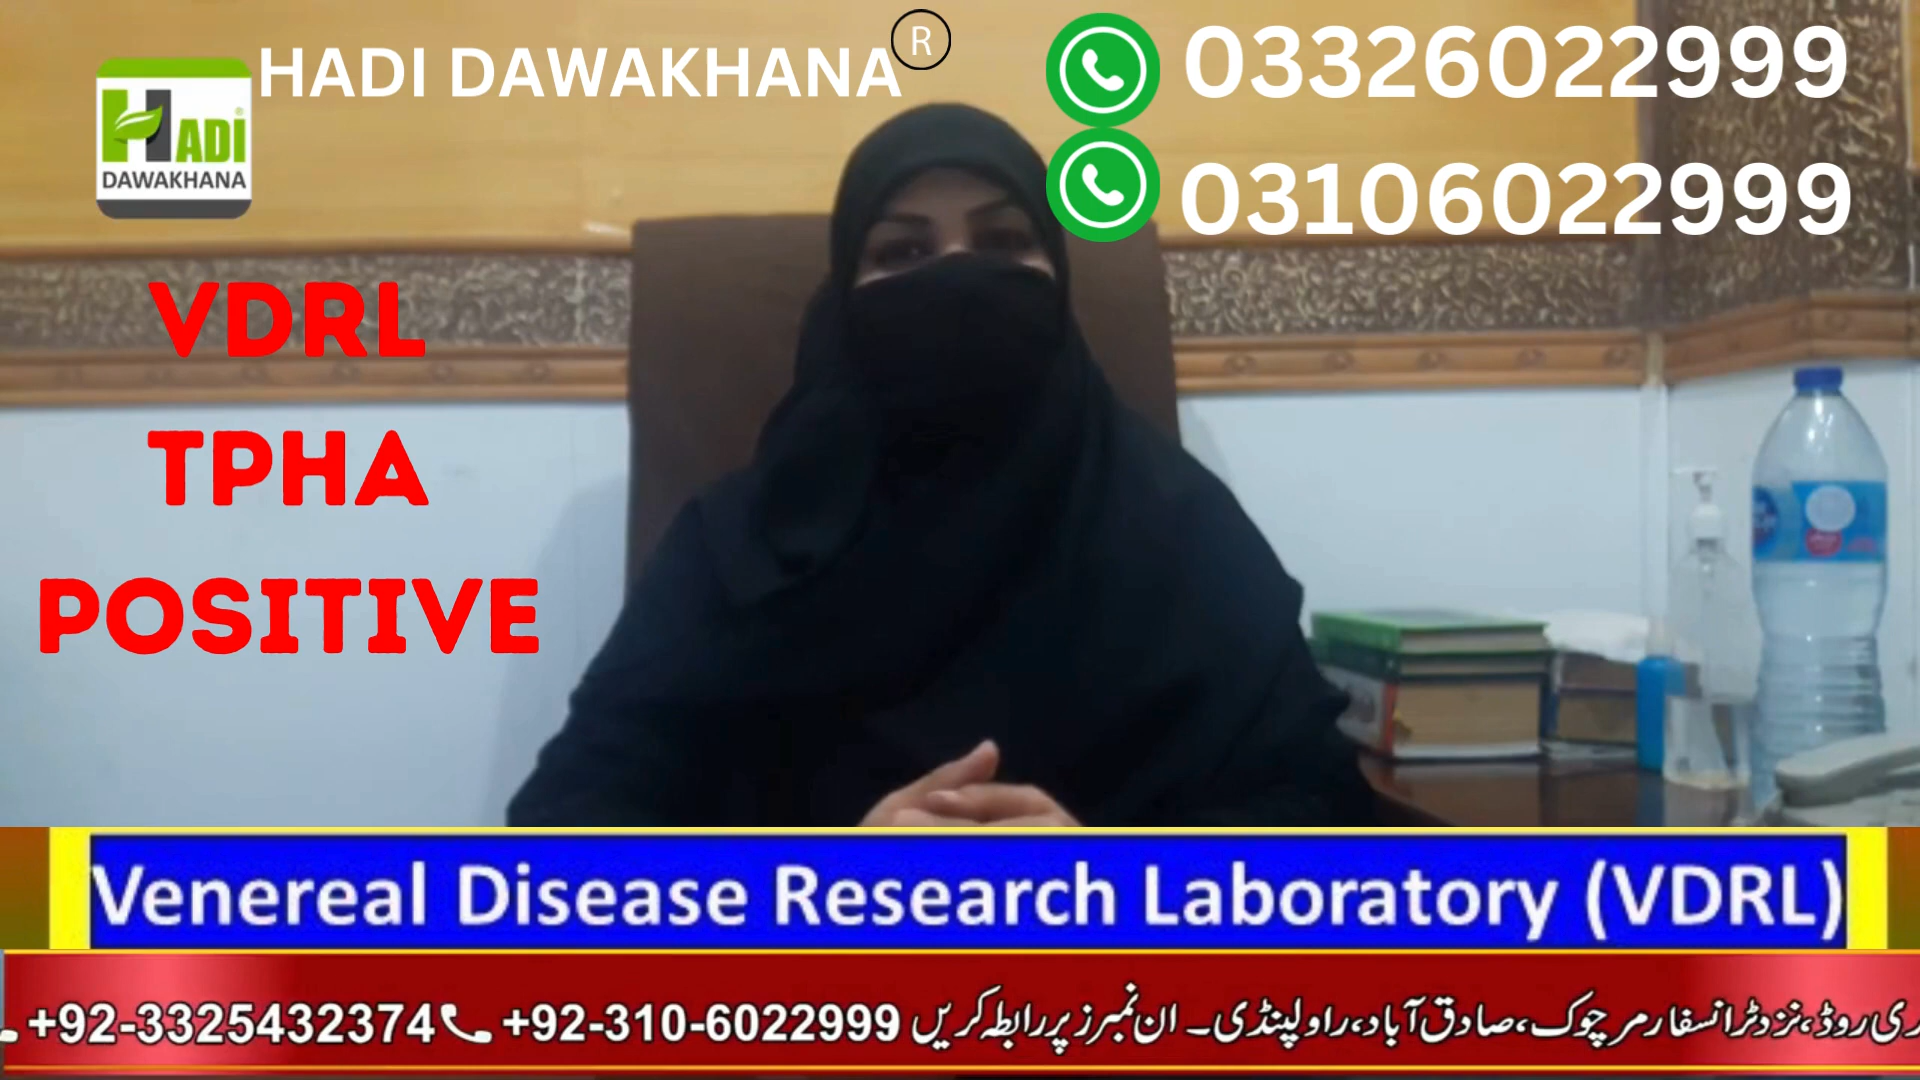 HADI DAWAKHANA®
HADI
DAWAKHANA
03326022999
03106022999
VDRL
TPHA
POSITIVE
Venereal Disease Research Laboratory (VDRL)
ری روڈ، نزد ٹرانسفارمر چوک، صادق آباد، راولپنڈی۔ ان نمبرز پر رابطہ کریں +92-310-6022999 +92-3325432374